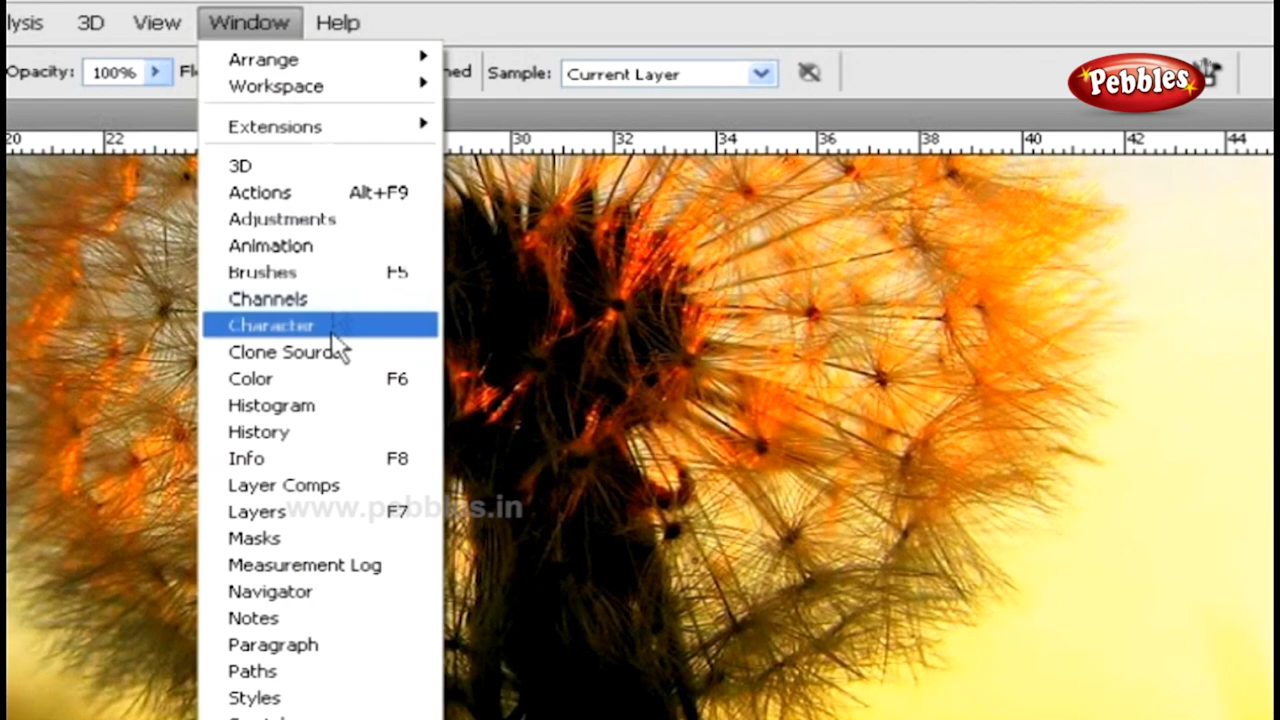 lysis 3D View Window Help
Opacity: 100% Sample: Current Layer
Pebbles
20 22 30 32 34 36 38 40 42 44
Arrange
Workspace
Extensions
3D
Actions Alt+F9
Adjustments
Animation
Brushes F5
Channels
Character
Clone Sour
Color F6
Histogram
History
Info F8
Layer Comps
www.pebbles.in
Layers F7
Masks
Measurement Log
Navigator
Notes
Paragraph
Paths
Styles